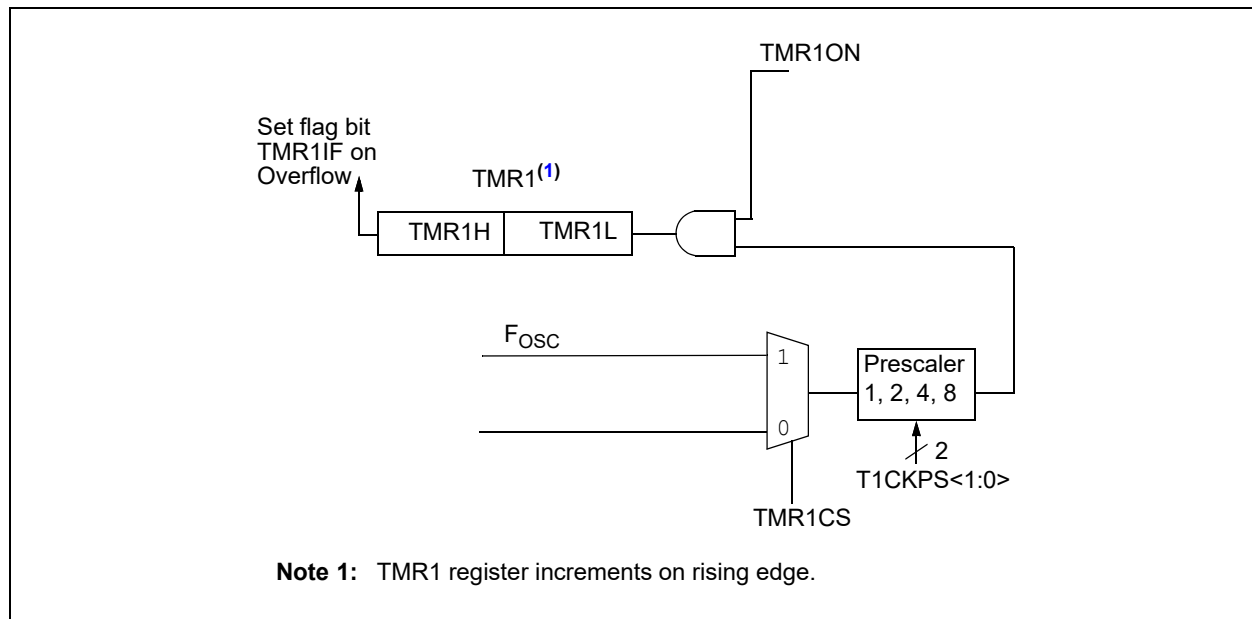 TMR1ON
Set flag bit
TMR1IF on
Overflow
TMR1(1)
TMR1H TMR1L
FOSC
1
Prescaler
1, 2, 4, 8
0
2
T1CKPS<1:0>
TMR1CS
Note 1: TMR1 register increments on rising edge.